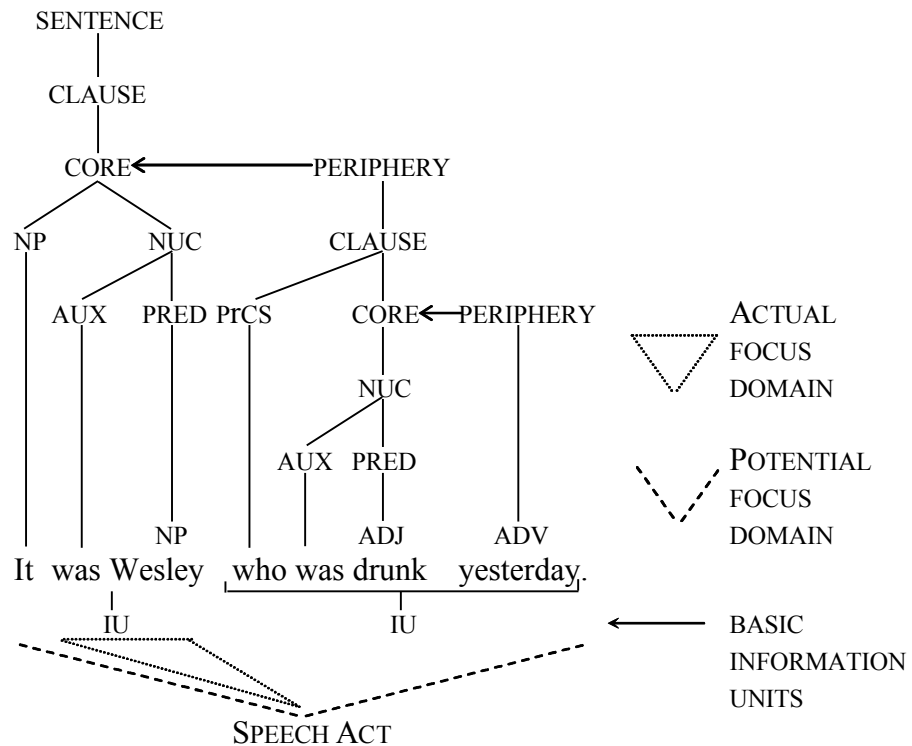 SENTENCE
CLAUSE
CORE PERIPHERY
NP NUC CLAUSE
AUX PRED PrCS CORE PERIPHERY ACTUAL
FOCUS
DOMAIN
NUC
AUX PRED POTENTIAL
FOCUS
NP ADJ ADV DOMAIN
It was Wesley who was drunk yesterday.
IU IU BASIC
INFORMATION
UNITS
SPEECH ACT